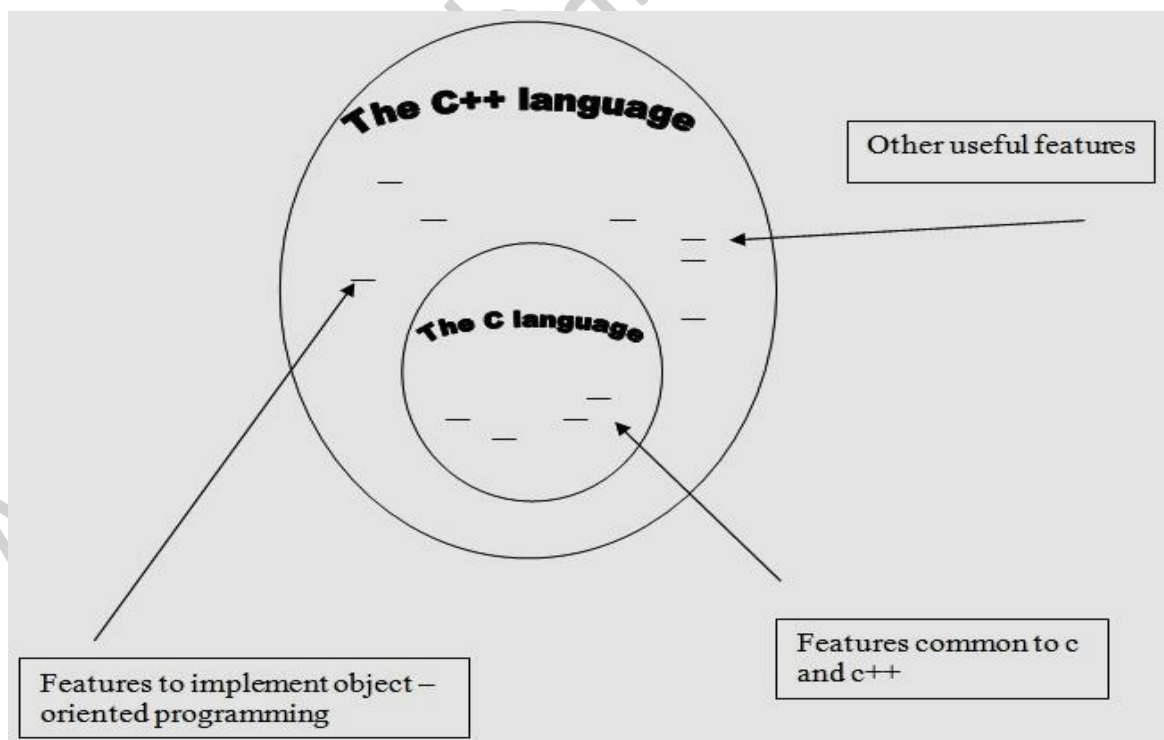 The C++ language
Other useful features
The C language
Features common to c
and c++
Features to implement object –
oriented programming